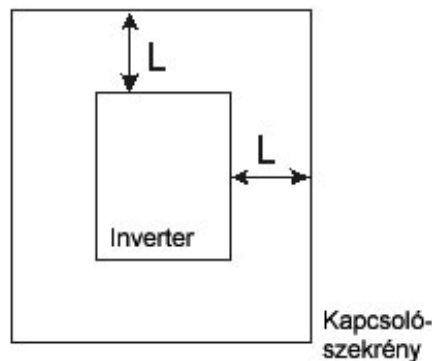 L
L
Inverter
Kapcsoló-
szekrény